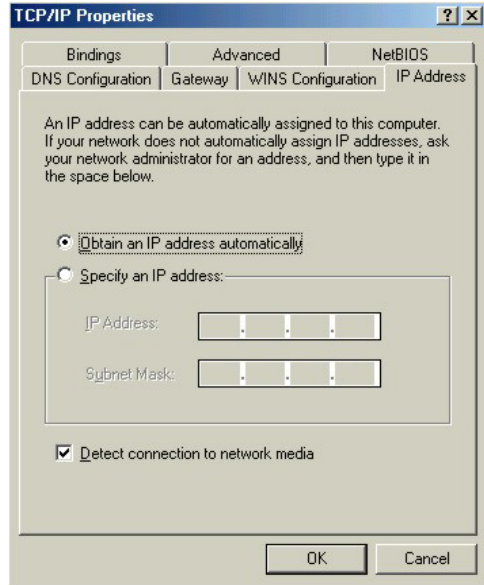 TCP/IP Properties
Bindings Advanced NetBIOS
DNS Configuration Gateway WINS Configuration IP Address
An IP address can be automatically assigned to this computer.
If your network does not automatically assign IP addresses, ask
your network administrator for an address, and then type it in
the space below.
Obtain an IP address automatically
Specify an IP address:
IP Address:
Subnet Mask:
Detect connection to network media
OK Cancel